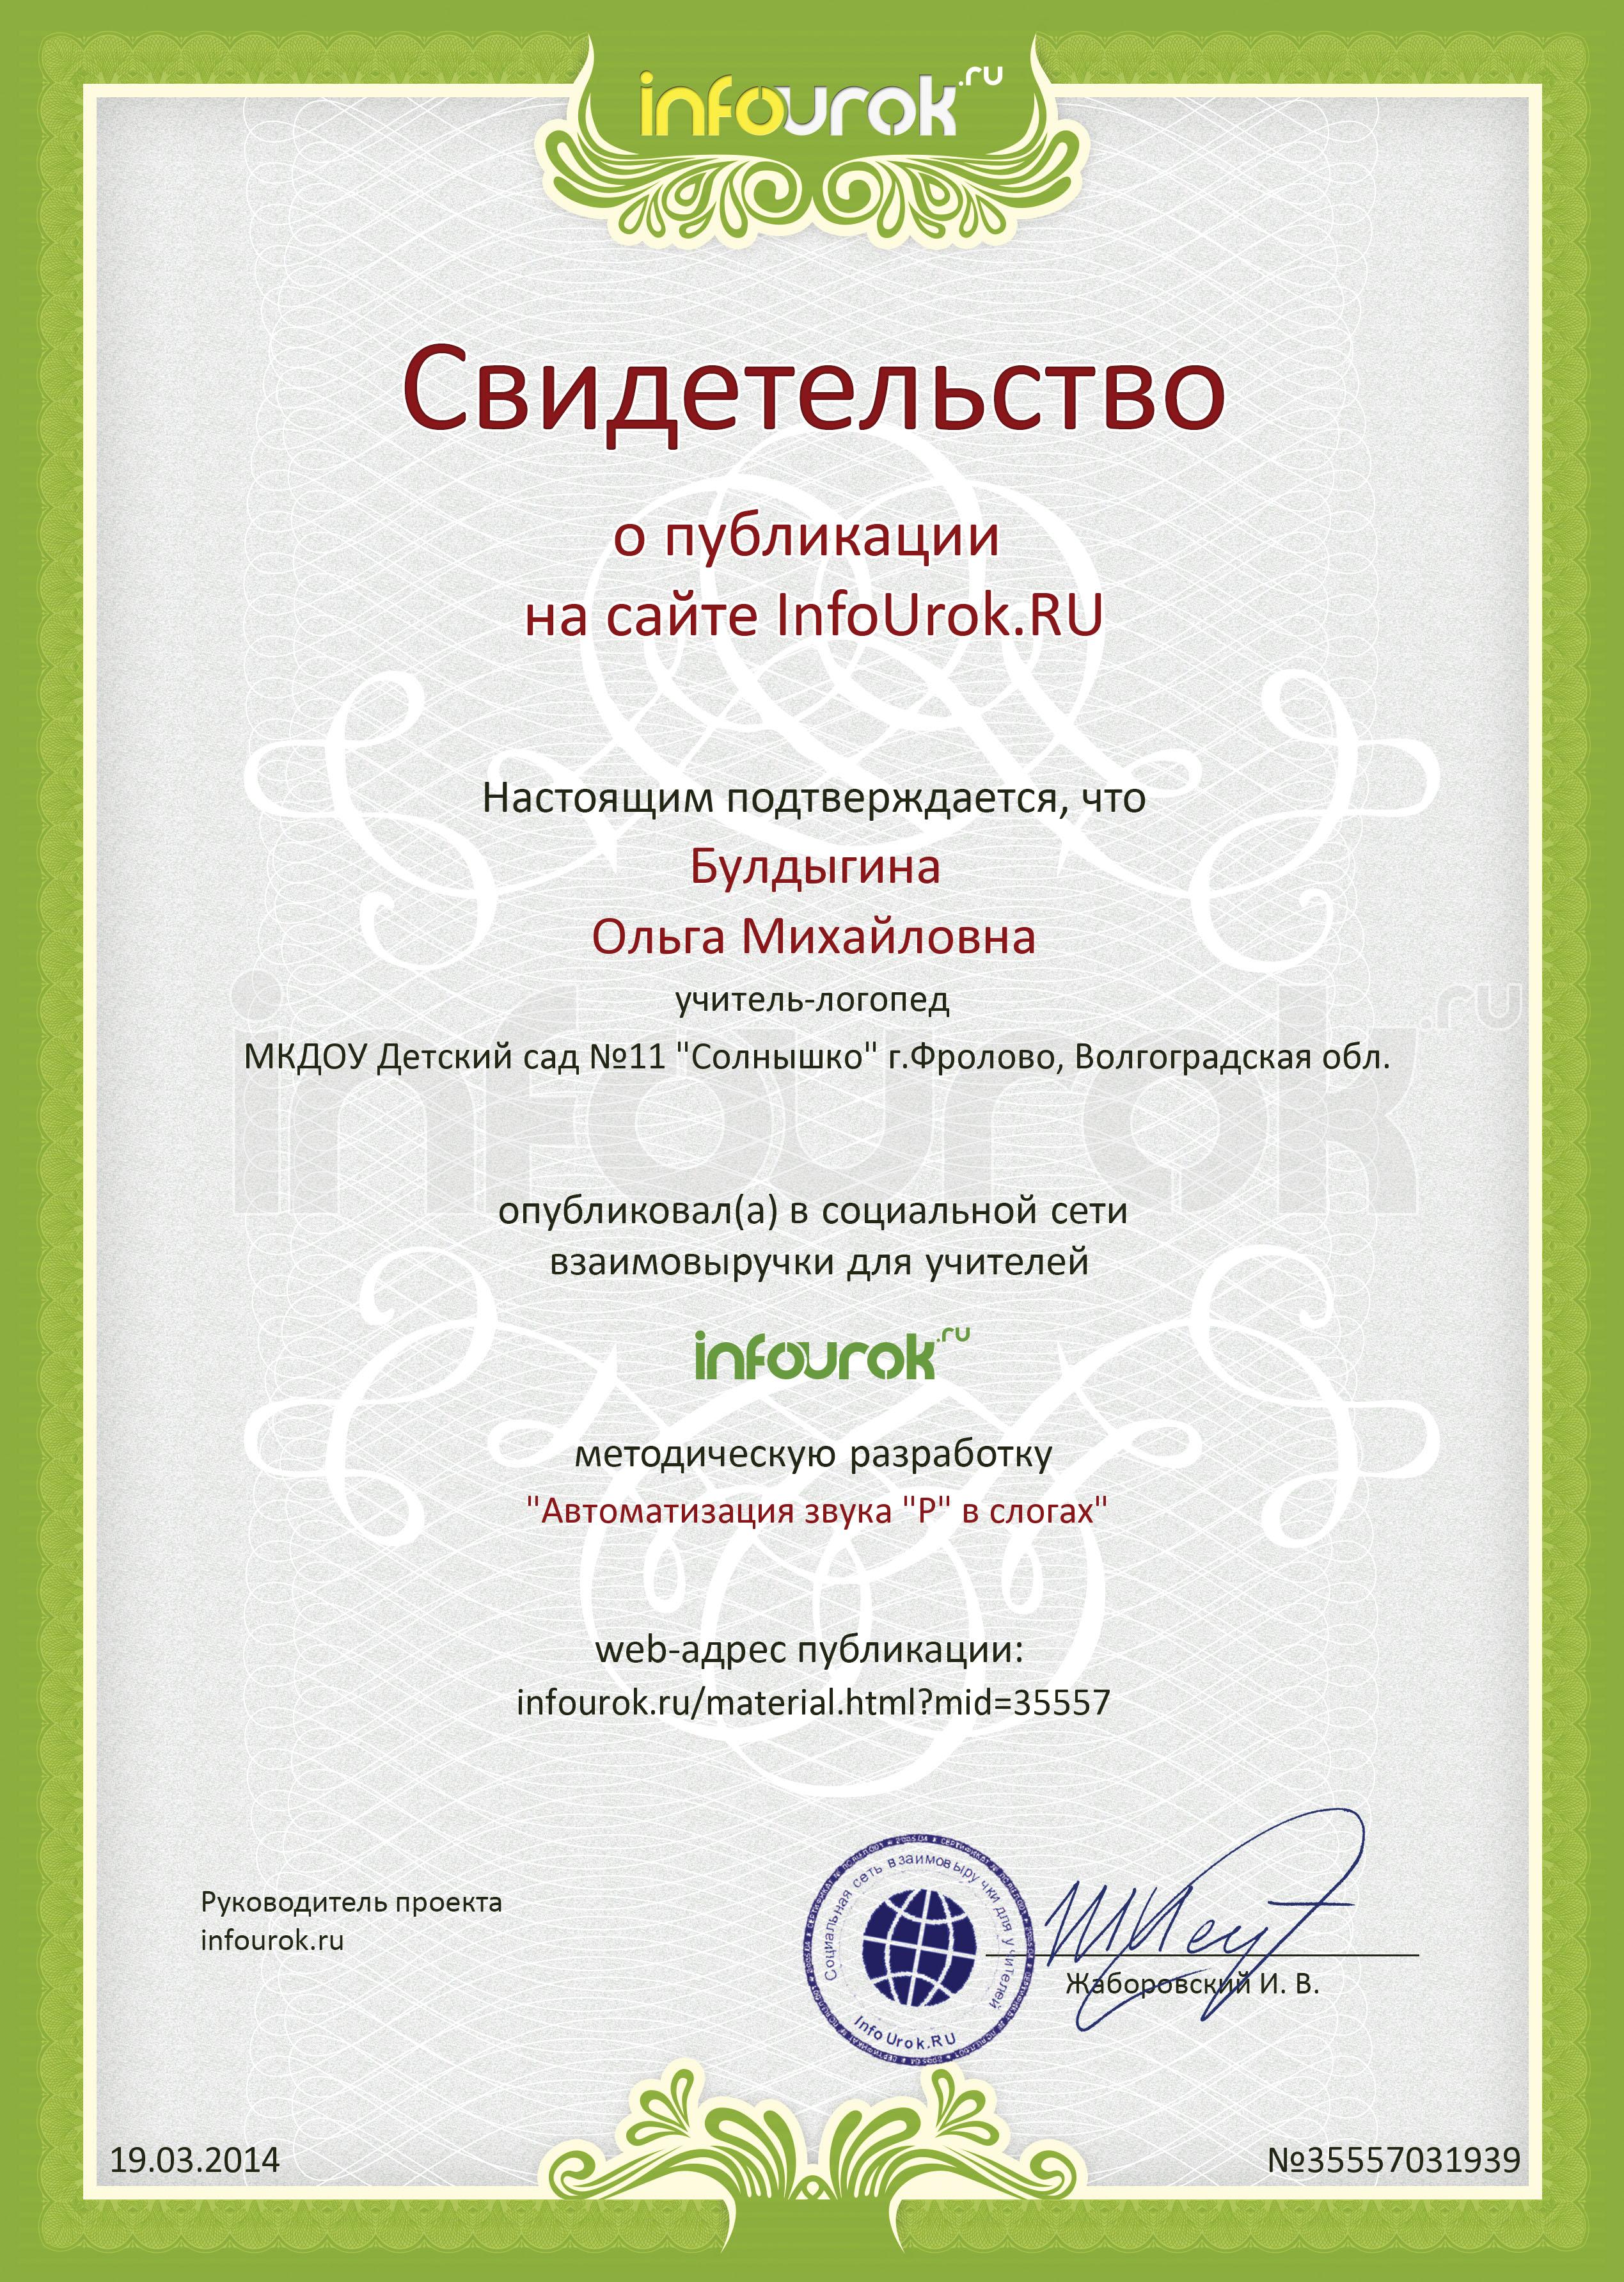 infourok.ru
Свидетельство
о публикации
на сайте InfoUrok.RU
Настоящим подтверждается, что
Булдыгина
Ольга Михайловна
учитель-логопед
МКДОУ Детский сад №11 "Солнышко" г.Фролово, Волгоградская обл.
infourok.ru
опубликовал(а) в социальной сети
взаимовыручки для учителей
infourok.ru
методическую разработку
"Автоматизация звука "Р" в слогах"
web-адрес публикации:
infourok.ru/material.html?mid=35557
Руководитель проекта
infourok.ru
Социальная сеть взаимовыручки для учителей
InfoUrok.RU
Жаборовский И. В.
19.03.2014
№35557031939